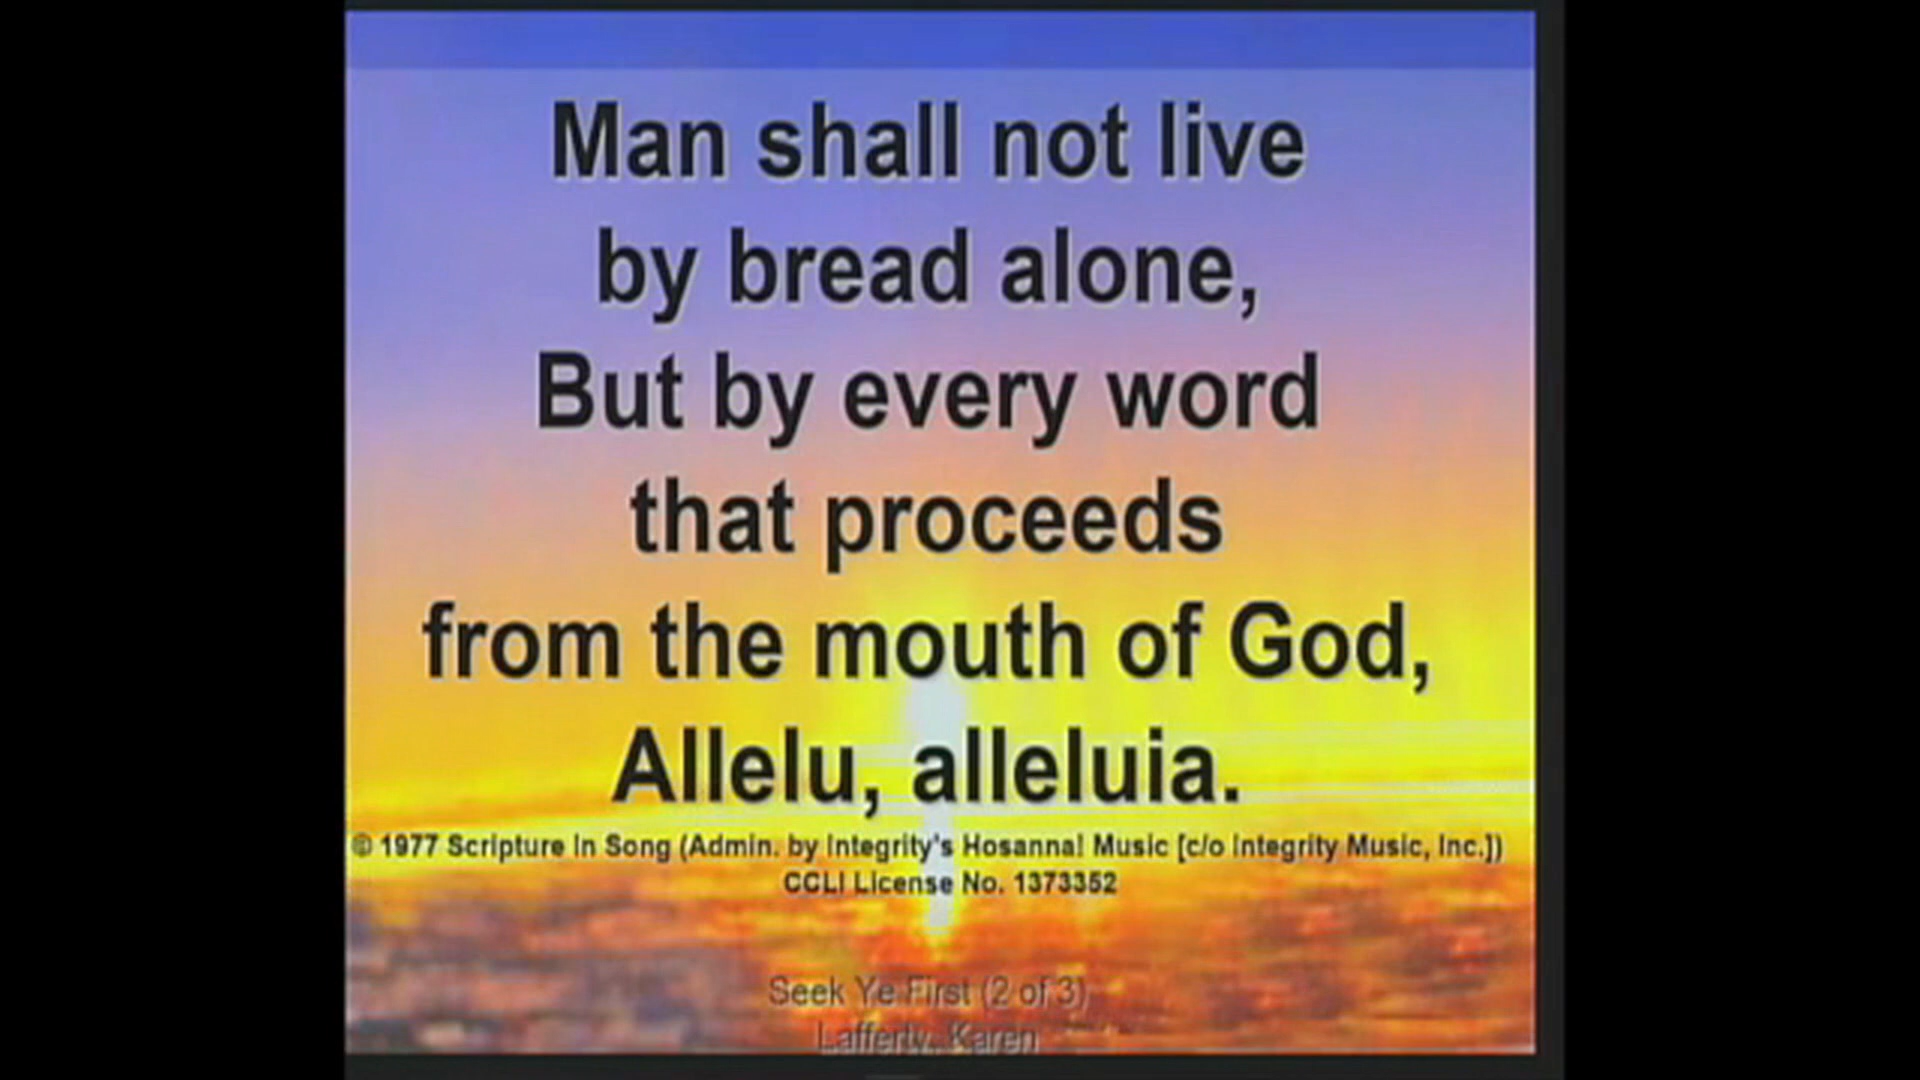 Man shall not live
by bread alone,
But by every word
that proceeds
from the mouth of God,
Allelu, alleluia.
© 1977 Scripture In Song (Admin. by Integrity's Hosanna! Music [c/o Integrity Music, Inc.])
CCLI License No. 1373352
Seek Ye First (2 of 3)
Lafferty, Karen